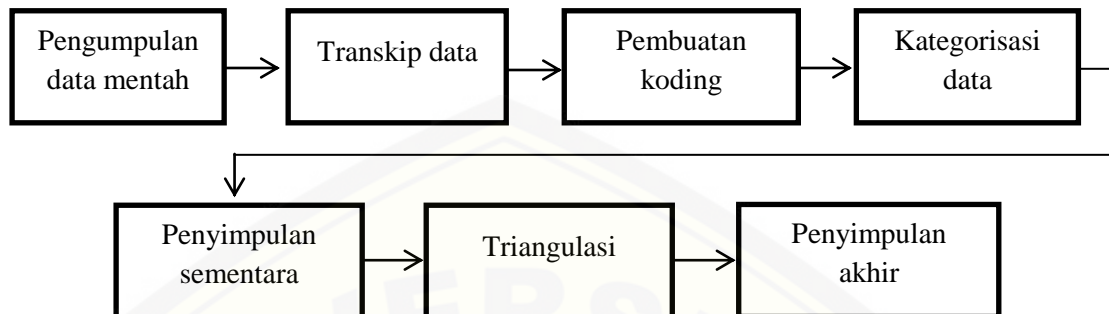 Pengumpulan
data mentah
Transkip data
Pembuatan
koding
Kategorisasi
data
Penyimpulan
sementara
Triangulasi
Penyimpulan
akhir